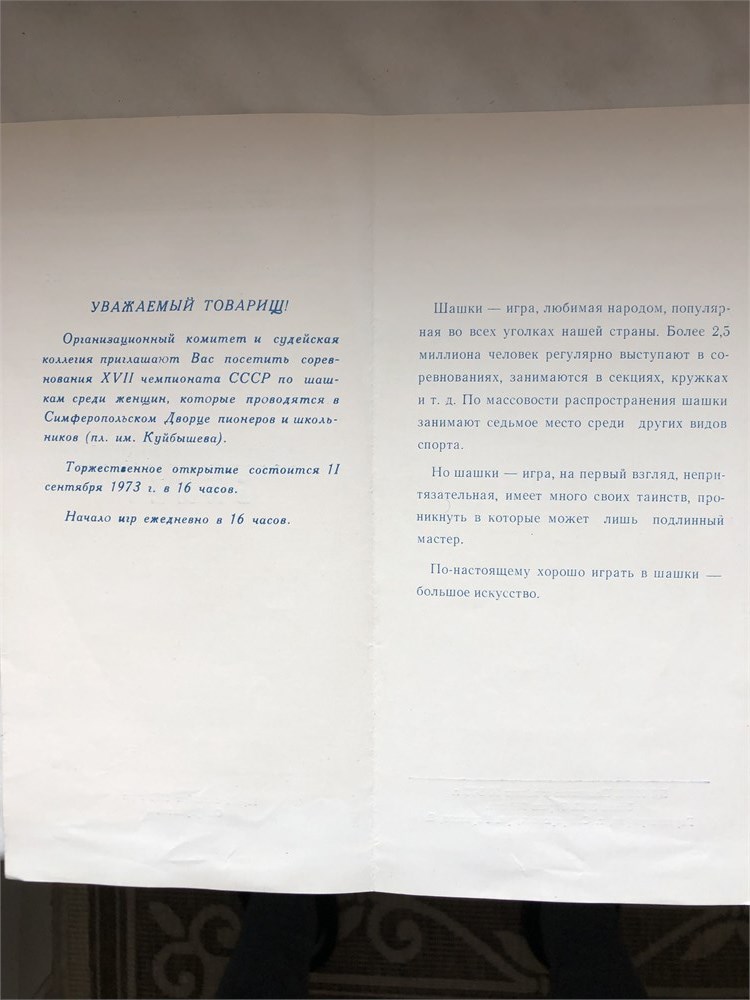 УВАЖАЕМЫЙ ТОВАРИЩ!
Организационный комитет и судейская
коллегия приглашают Вас посетить сорев-
нования XVII чемпионата СССР по шаш-
кам среди женщин, которые проводятся в
Симферопольском Дворце пионеров и школь-
ников (пл. им. Куйбышева).
Торжественное открытие состоится 11
сентября 1973 г. в 16 часов.
Начало игр ежедневно в 16 часов.
Шашки — игра, любимая народом, популяр-
ная во всех уголках нашей страны. Более 2,5
миллиона человек регулярно выступают в со-
ревнованиях, занимаются в секциях, кружках
и т. д. По массовости распространения шашки
занимают седьмое место среди других видов
спорта.
Но шашки — игра, на первый взгляд, непри-
тязательная, имеет много своих таинств, про-
никнуть в которые может лишь подлинный
мастер.
По-настоящему хорошо играть в шашки —
большое искусство.